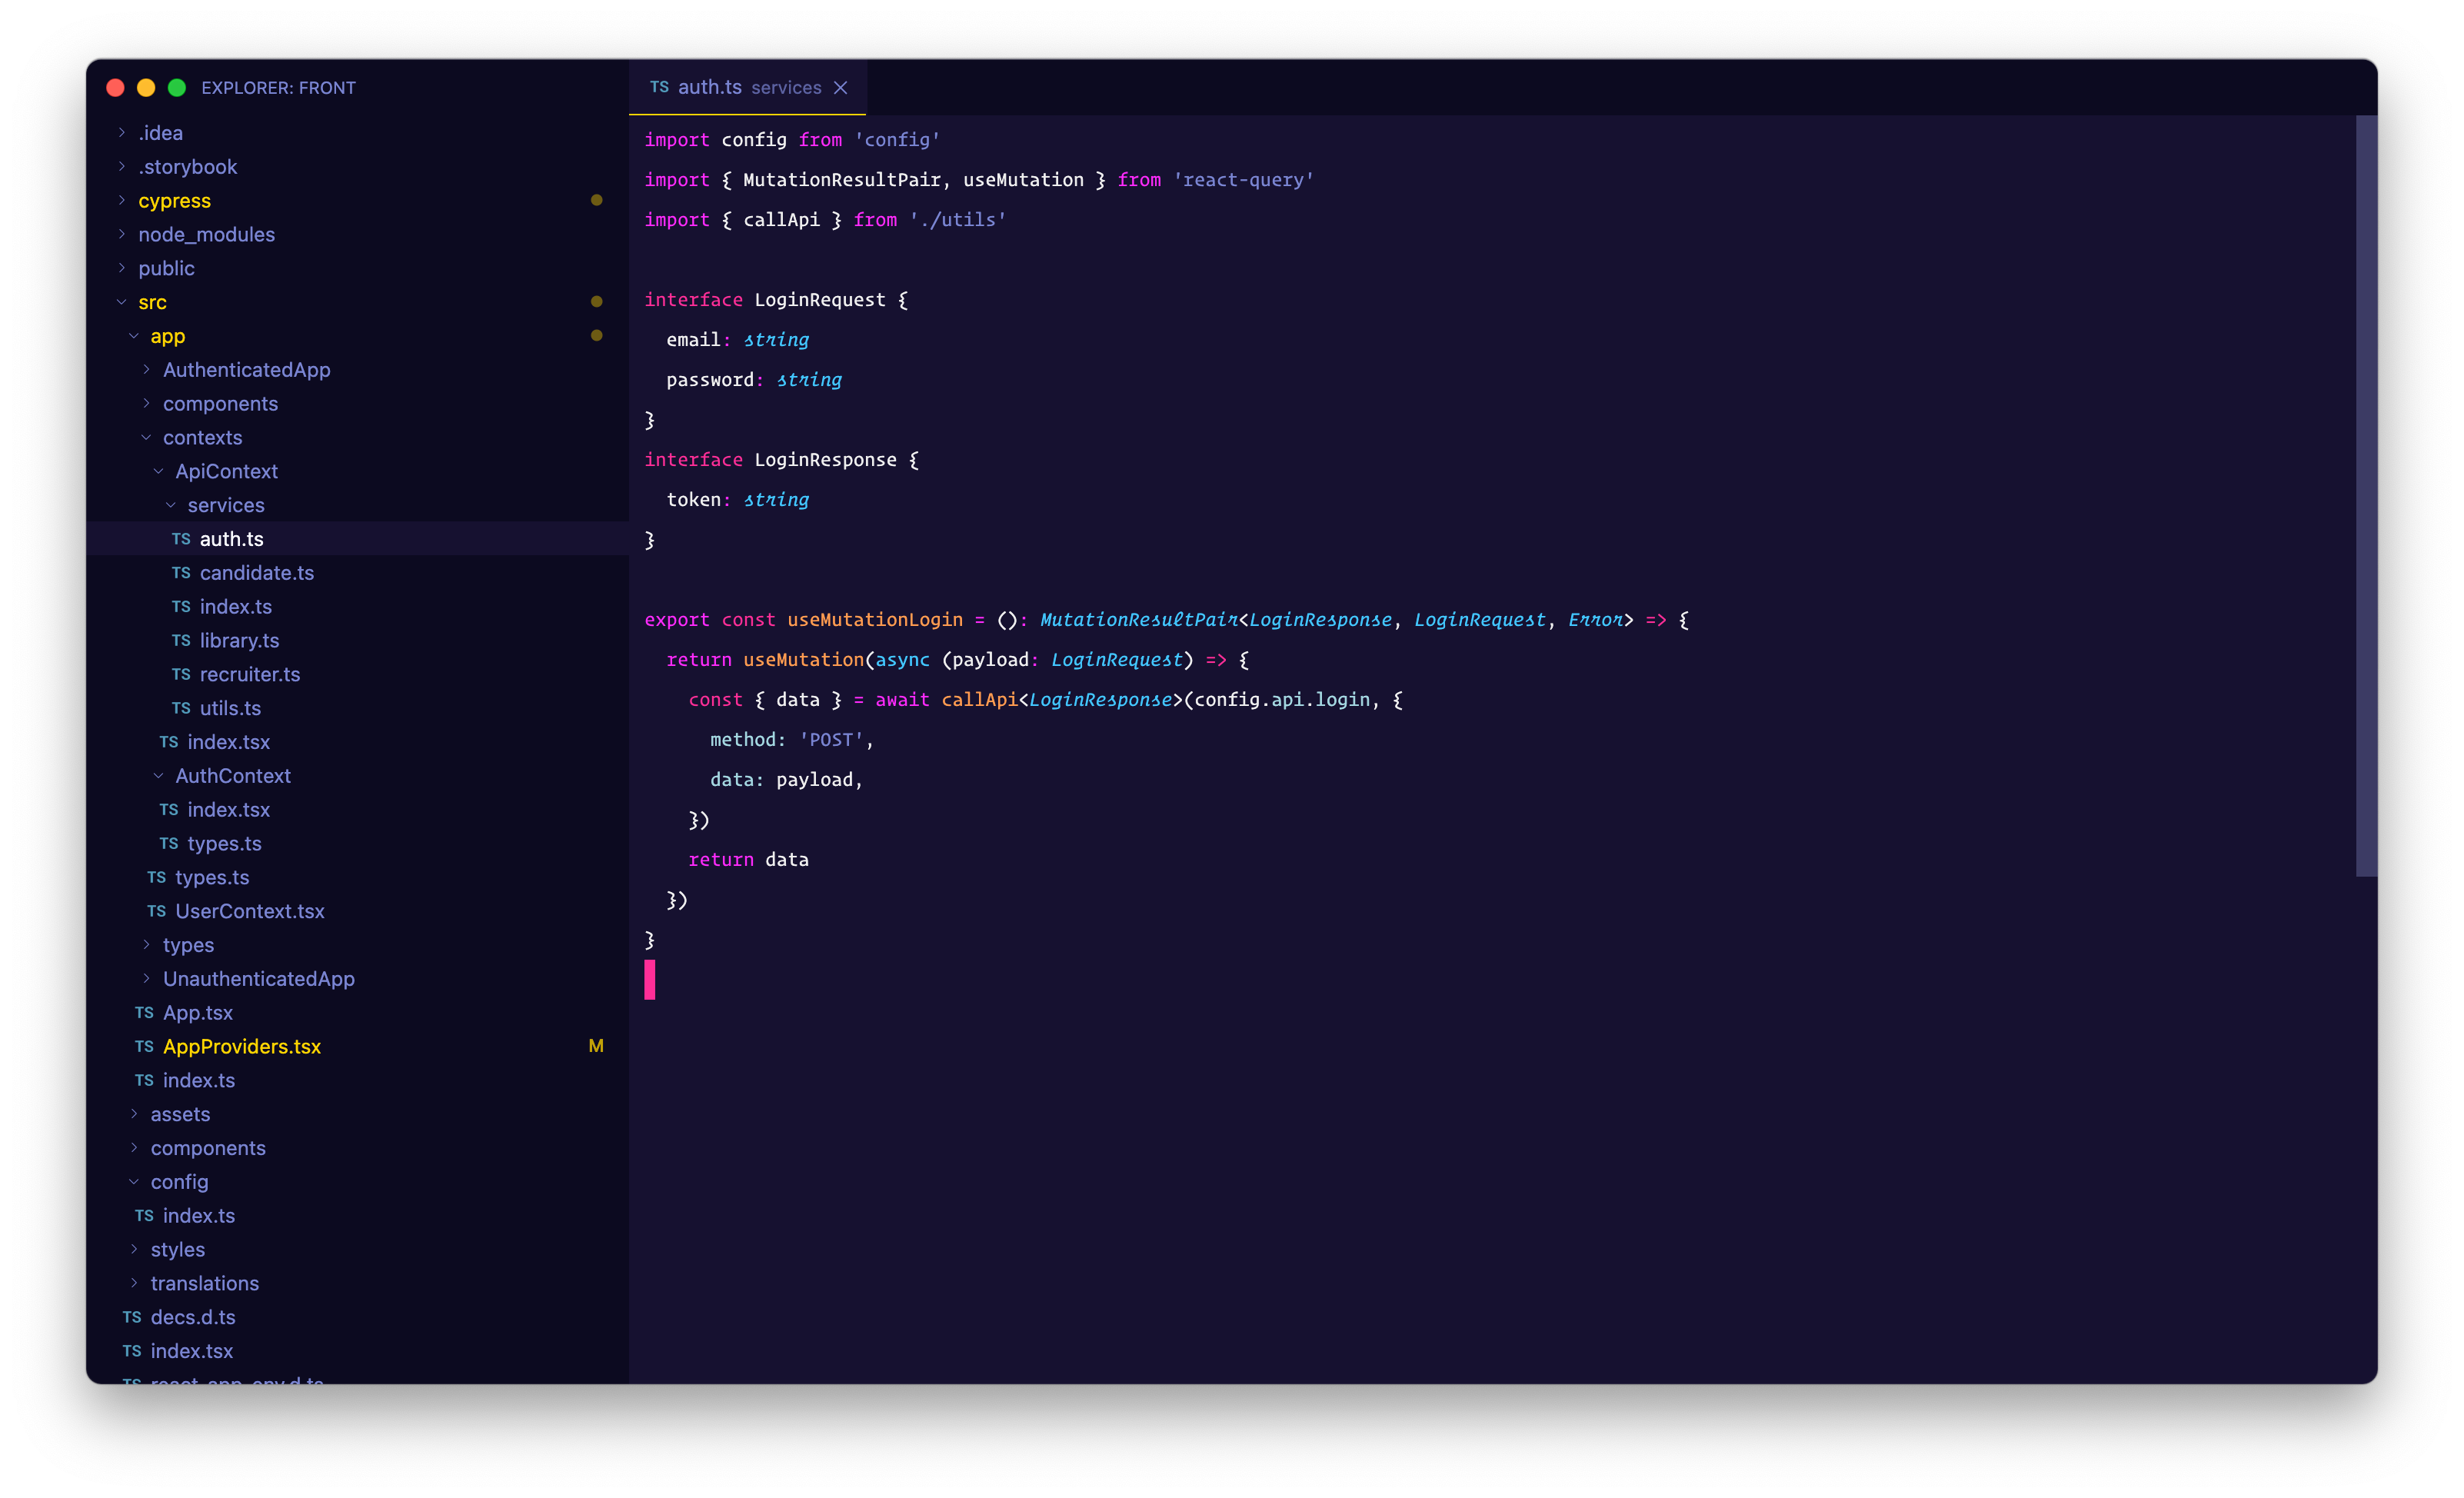 EXPLORER: FRONT
.idea
.storybook
cypress
node_modules
public
src
app
AuthenticatedApp
components
contexts
ApiContext
services
TS auth.ts
TS candidate.ts
TS index.ts
TS library.ts
TS recruiter.ts
TS utils.ts
TS index.tsx
AuthContext
TS index.tsx
TS types.ts
TS types.ts
TS UserContext.tsx
types
UnauthenticatedApp
TS App.tsx
TS AppProviders.tsx M
TS index.ts
assets
components
config
TS index.ts
styles
translations
TS decs.d.ts
TS index.tsx
TS react-app-env.d.ts
TS auth.ts services
import config from 'config'
import { MutationResultPair, useMutation } from 'react-query'
import { callApi } from './utils'
interface LoginRequest {
email: string
password: string
}
interface LoginResponse {
token: string
}
export const useMutationLogin = (): MutationResultPair<LoginResponse, LoginRequest, Error> => {
return useMutation(async (payload: LoginRequest) => {
const { data } = await callApi<LoginResponse>(config.api.login, {
method: 'POST',
data: payload,
})
return data
})
}